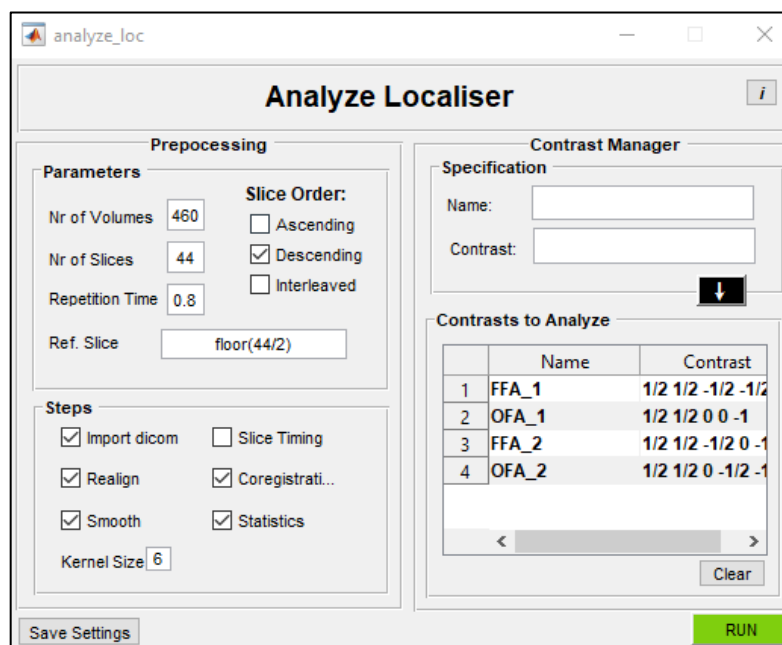 analyze_loc
Analyze Localiser
i
Prepocessing
Parameters
Nr of Volumes 460
Nr of Slices 44
Repetition Time 0.8
Ref. Slice floor(44/2)
Slice Order:
Ascending
Descending
Interleaved
Steps
Import dicom Slice Timing
Realign Coregistrati...
Smooth Statistics
Kernel Size 6
Save Settings
Contrast Manager
Specification
Name:
Contrast:
Contrasts to Analyze
Name Contrast
1 FFA_1 1/2 1/2 -1/2 -1/2
2 OFA_1 1/2 1/2 0 0 -1
3 FFA_2 1/2 1/2 -1/2 0 -1
4 OFA_2 1/2 1/2 0 -1/2 -1
Clear
RUN